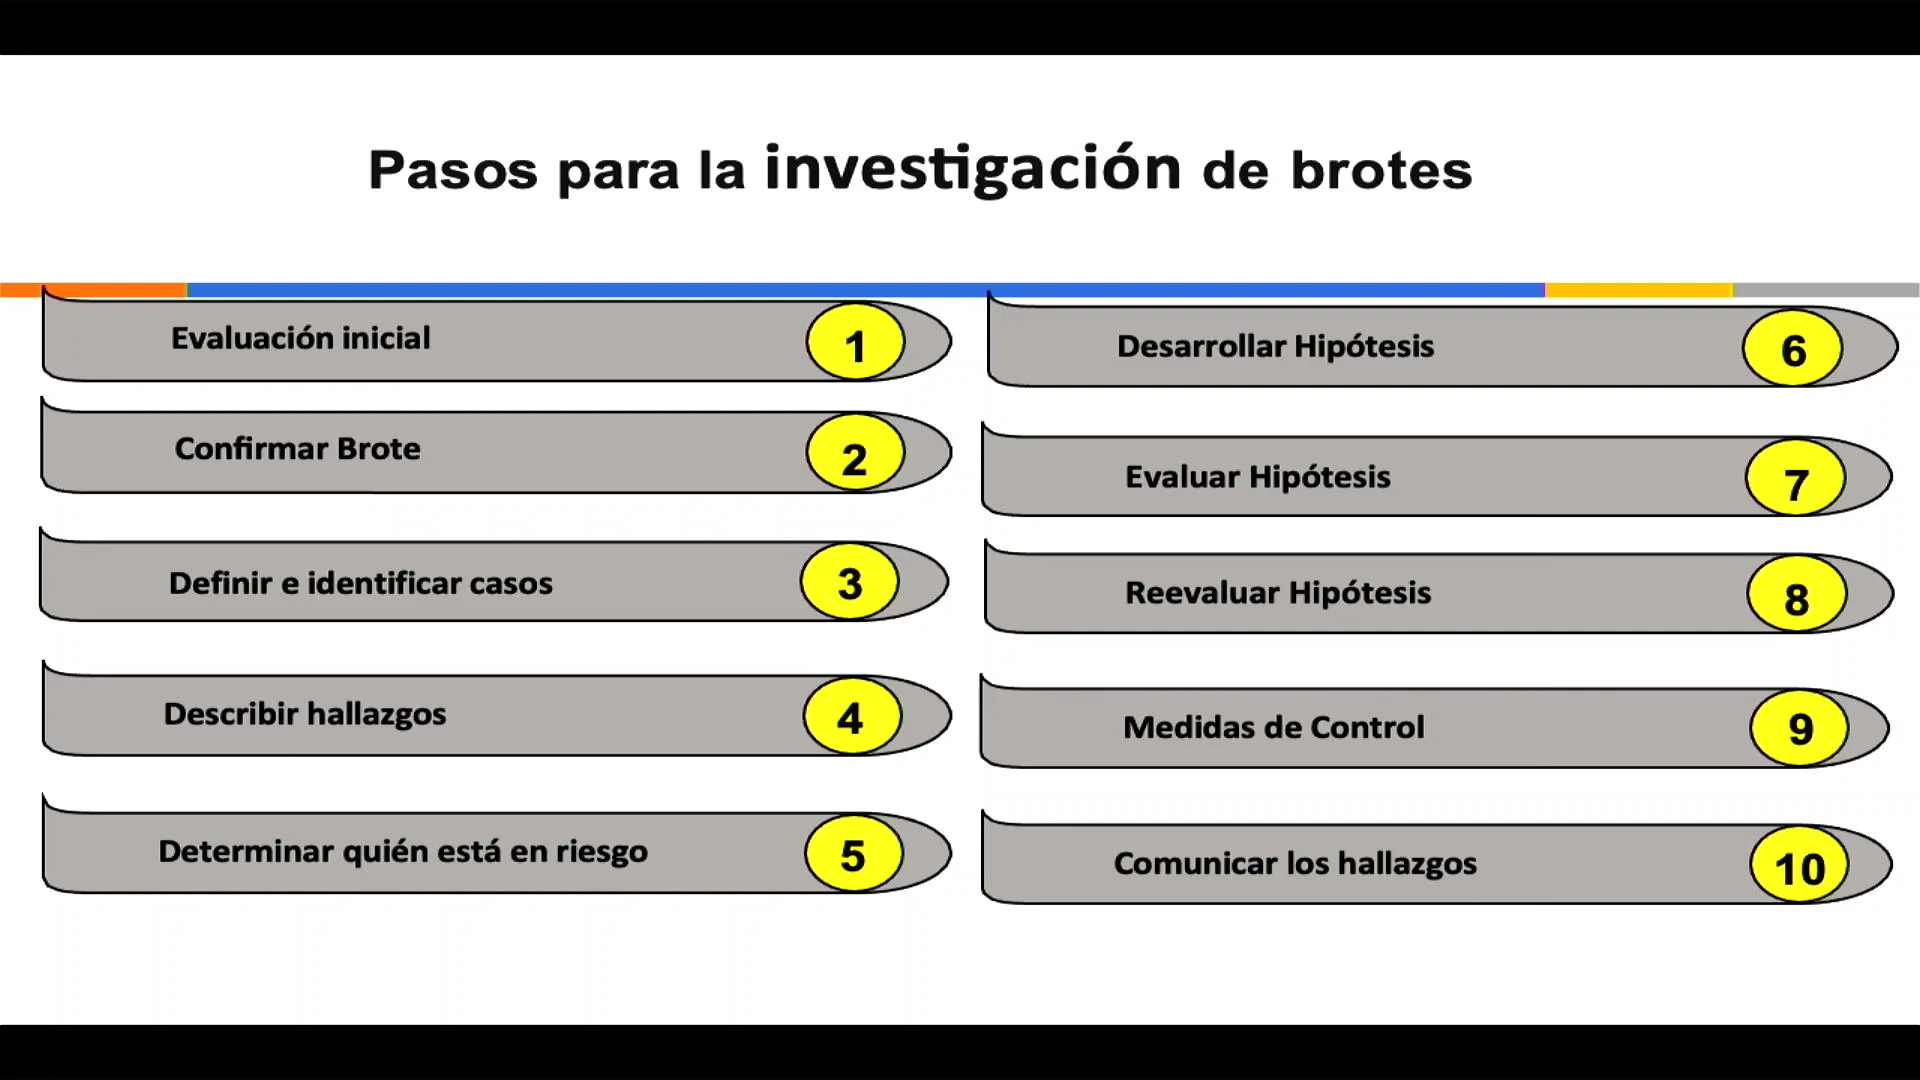 Pasos para la investigación de brotes
Evaluación inicial 1
Confirmar Brote 2
Definir e identificar casos 3
Describir hallazgos 4
Determinar quién está en riesgo 5
Desarrollar Hipótesis 6
Evaluar Hipótesis 7
Reevaluar Hipótesis 8
Medidas de Control 9
Comunicar los hallazgos 10